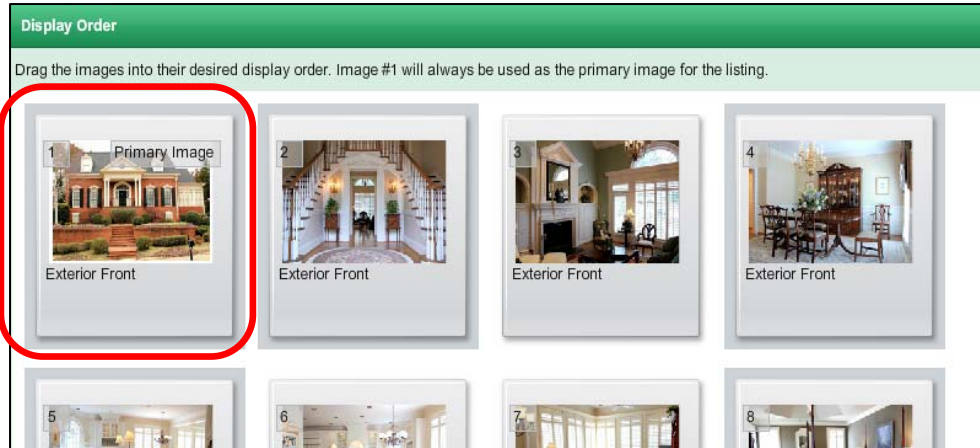 Display Order
Drag the images into their desired display order. Image #1 will always be used as the primary image for the listing.
1 Primary Image
Exterior Front
2
Exterior Front
3
Exterior Front
4
Exterior Front
5
6
7
8